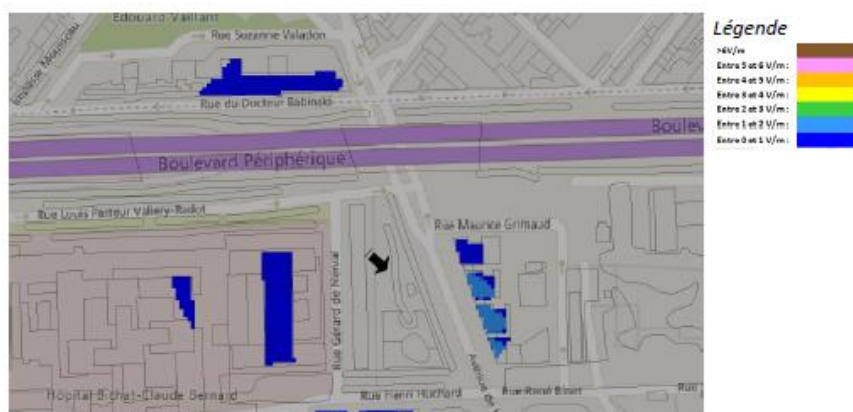 Edouard-Vaillant
Rue Suzanne Valadon
Rue du Docteur Babinski
Boulevard Périphérique
Boulev
Rue Louis Pasteur Vallery-Radot
Rue Maurice Grimaud
Rue Gérard de Nerval
Hôpital Bichat-Claude Bernard
Rue Henri Huchard
Avenue de
Rue René Binet
Rue
Légende
>6V/m
Entre 5 et 6 V/m :
Entre 4 et 5 V/m :
Entre 3 et 4 V/m :
Entre 2 et 3 V/m :
Entre 1 et 2 V/m :
Entre 0 et 1 V/m :